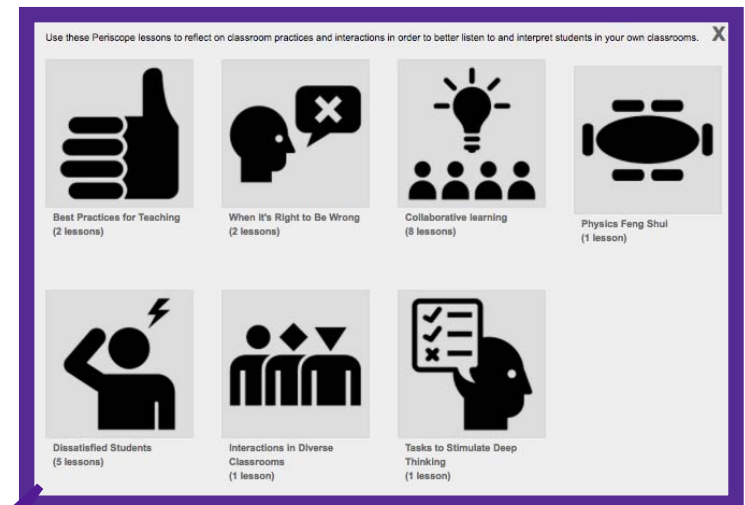 Use these Periscope lessons to reflect on classroom practices and interactions in order to better listen to and interpret students in your own classrooms.
X
Best Practices for Teaching
(2 lessons)
When It's Right to Be Wrong
(2 lessons)
Collaborative learning
(8 lessons)
Physics Feng Shui
(1 lesson)
Dissatisfied Students
(5 lessons)
Interactions in Diverse
Classrooms
(1 lesson)
Tasks to Stimulate Deep
Thinking
(1 lesson)